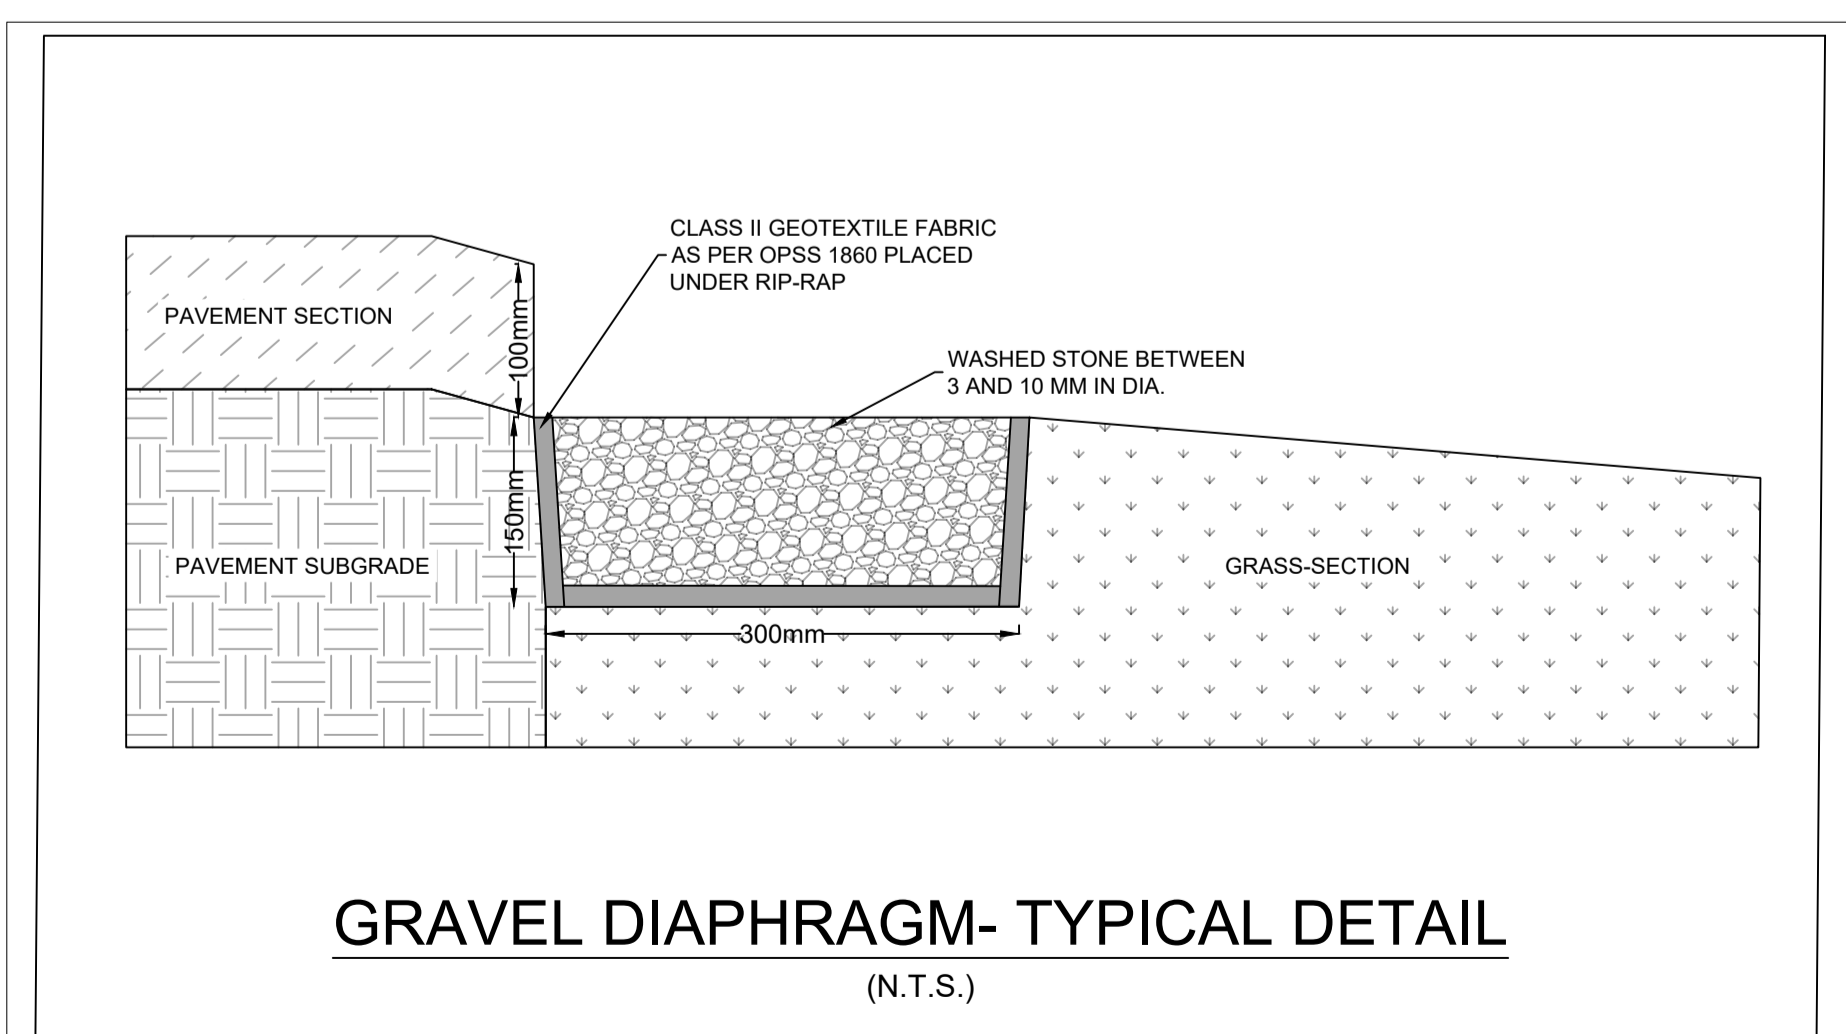 CLASS II GEOTEXTILE FABRIC
AS PER OPSS 1860 PLACED
UNDER RIP-RAP
PAVEMENT SECTION
100mm
WASHED STONE BETWEEN
3 AND 10 MM IN DIA.
150mm
PAVEMENT SUBGRADE
GRASS-SECTION
300mm
GRAVEL DIAPHRAGM- TYPICAL DETAIL
(N.T.S.)